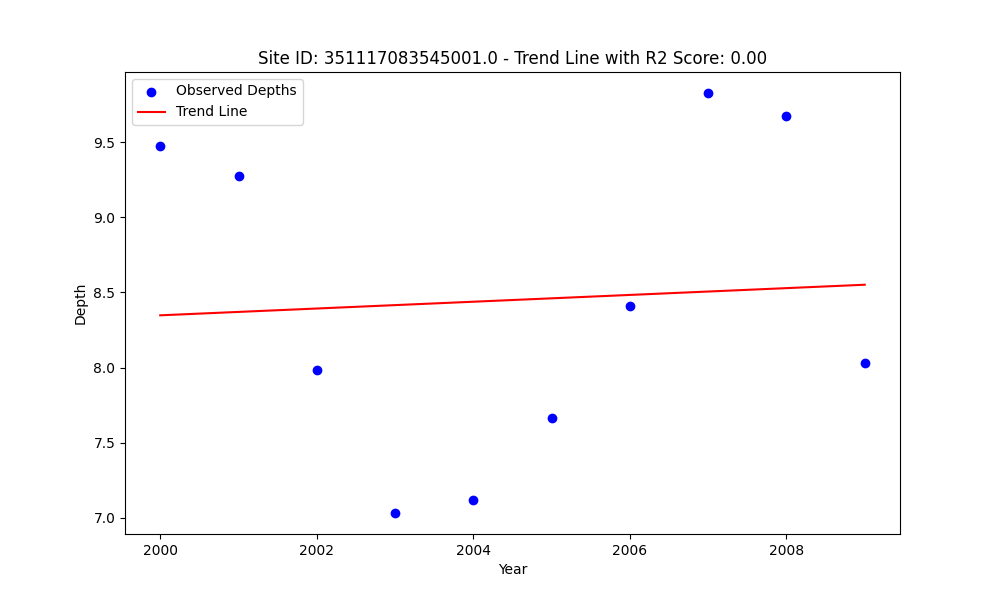 Site ID: 351117083545001.0 - Trend Line with R2 Score: 0.00
Observed Depths
Trend Line
9.5
9.0
8.5
8.0
7.5
7.0
Depth
2000 2002 2004 2006 2008
Year